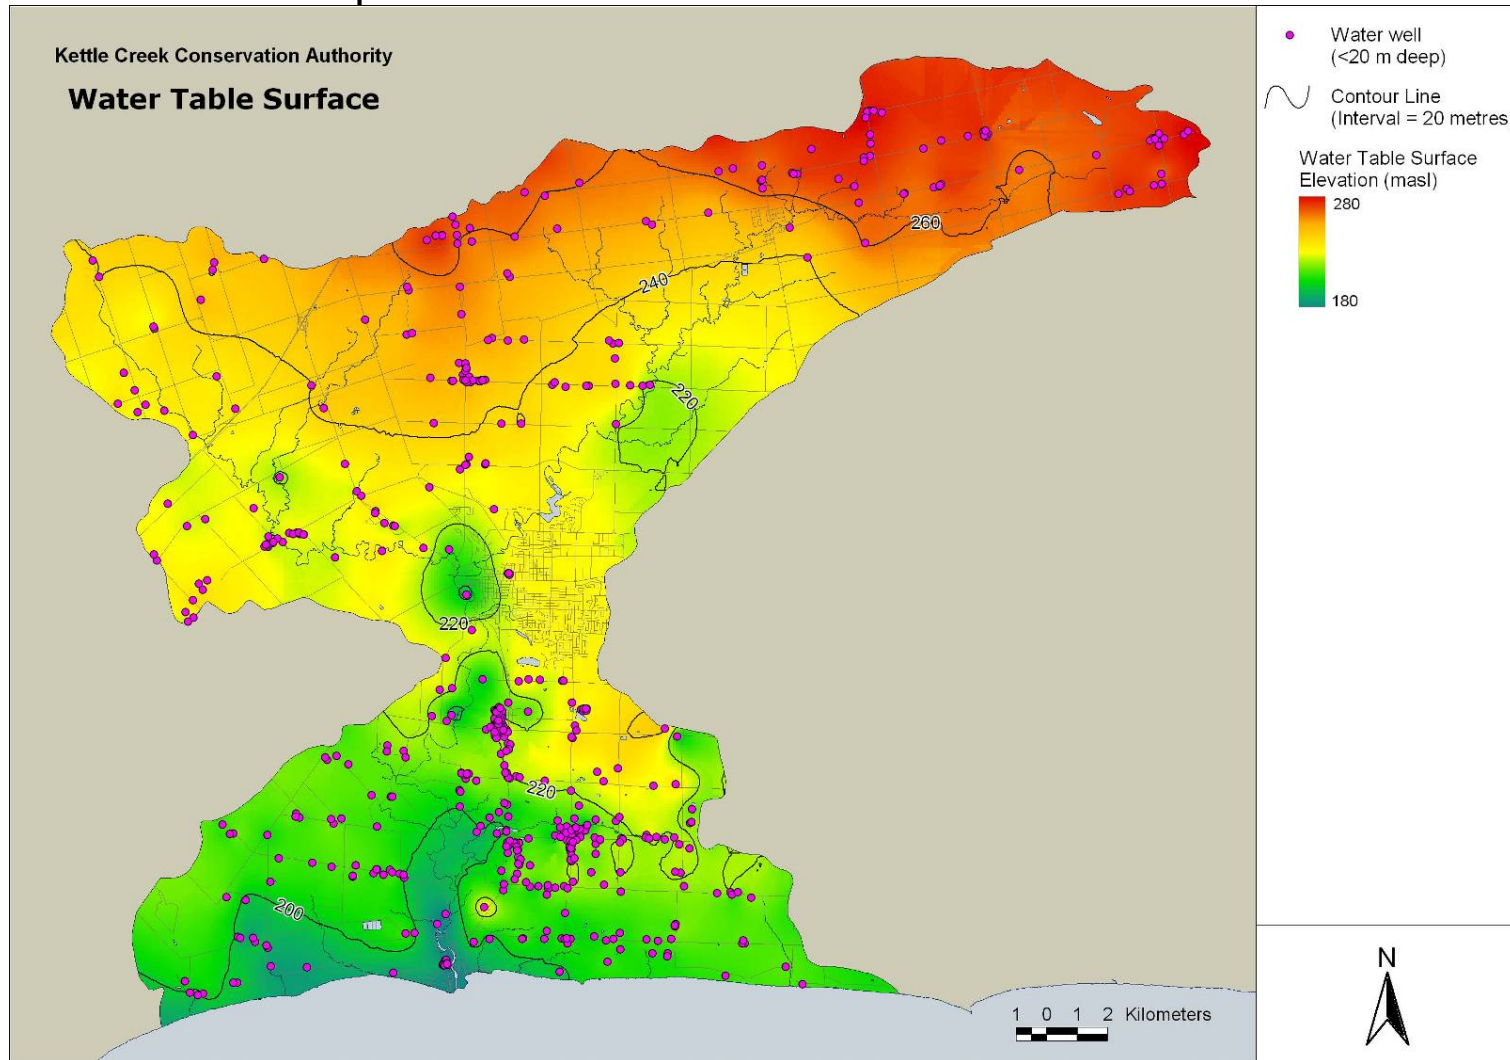 Kettle Creek Conservation Authority
Water Table Surface
Water well
(<20 m deep)
Contour Line
(Interval = 20 metres
Water Table Surface
Elevation (masl)
280
180
260
240
220
220
220
200
N
1 0 1 2 Kilometers